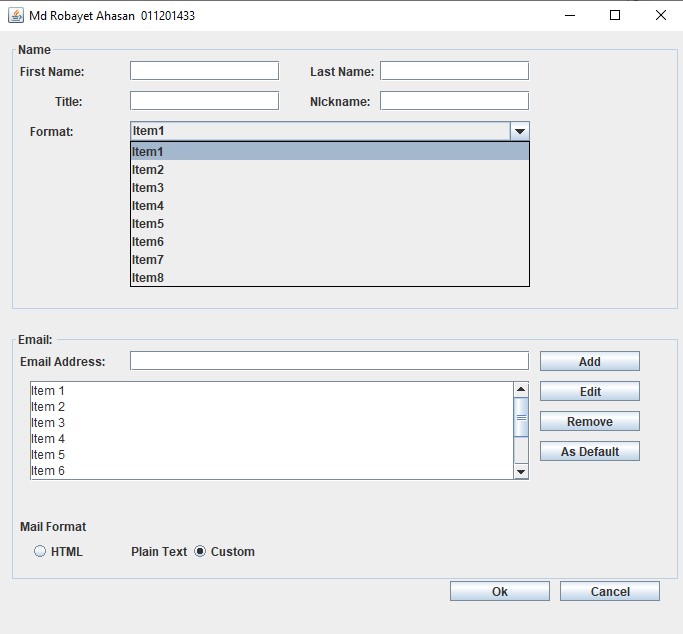 Md Robayet Ahasan 011201433
Name
First Name: Last Name:
Title: NIckname:
Format: Item1
Item1
Item2
Item3
Item4
Item5
Item6
Item7
Item8
Email:
Email Address: Add
Item 1 Edit
Item 2
Item 3 Remove
Item 4
Item 5 As Default
Item 6
Mail Format
HTML Plain Text Custom
Ok Cancel